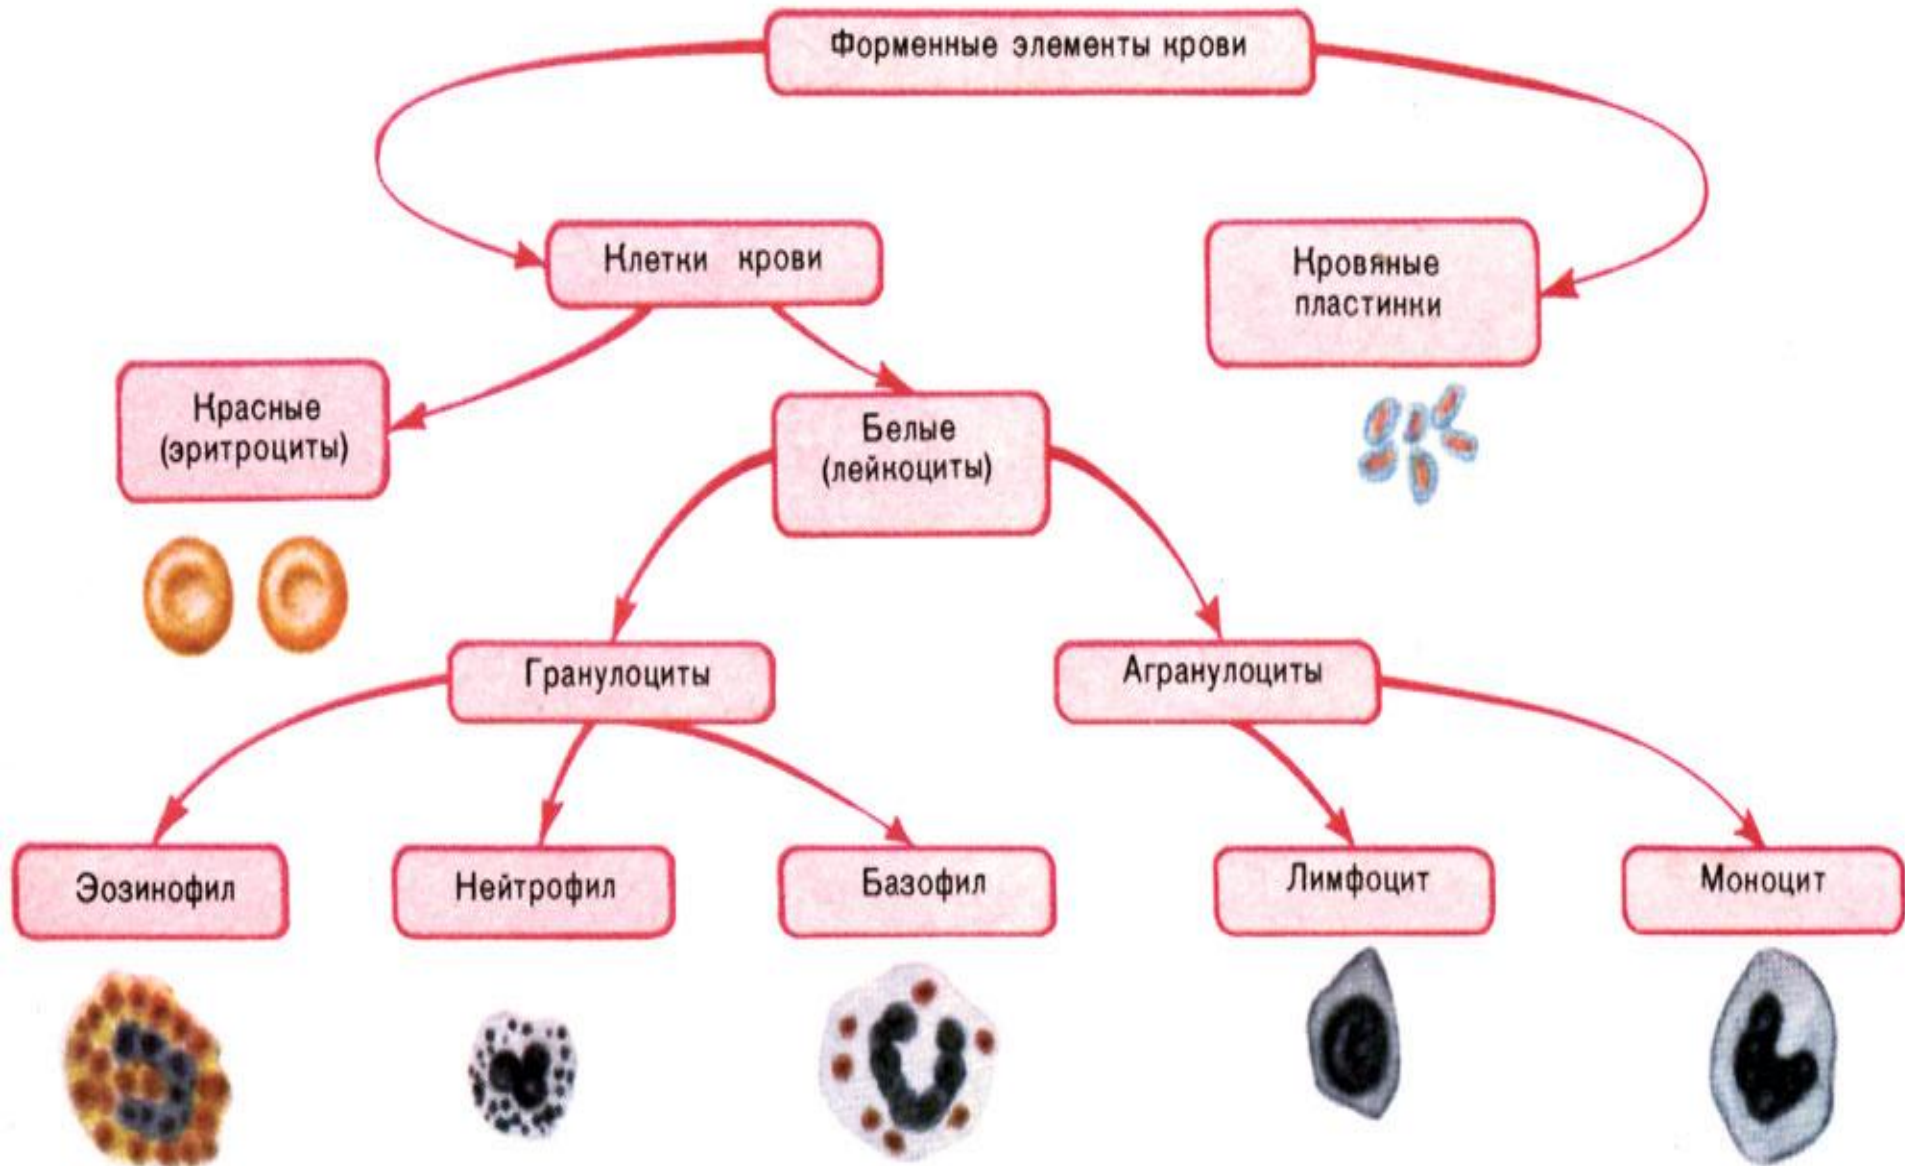 Форменные элементы крови
Клетки крови
Кровяные
пластинки
Красные
(эритроциты)
Белые
(лейкоциты)
Гранулоциты
Агранулоциты
Эозинофил
Нейтрофил
Базофил
Лимфоцит
Моноцит